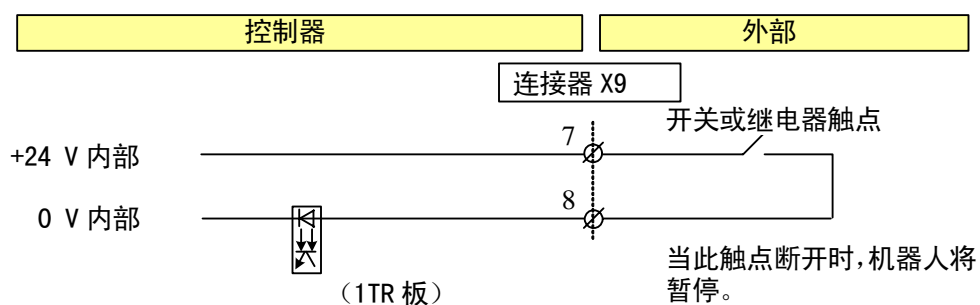 控制器
外部
连接器 X9
开关或继电器触点
7
+24 V 内部
8
0 V 内部
当此触点断开时，机器人将
暂停。
（1TR 板）